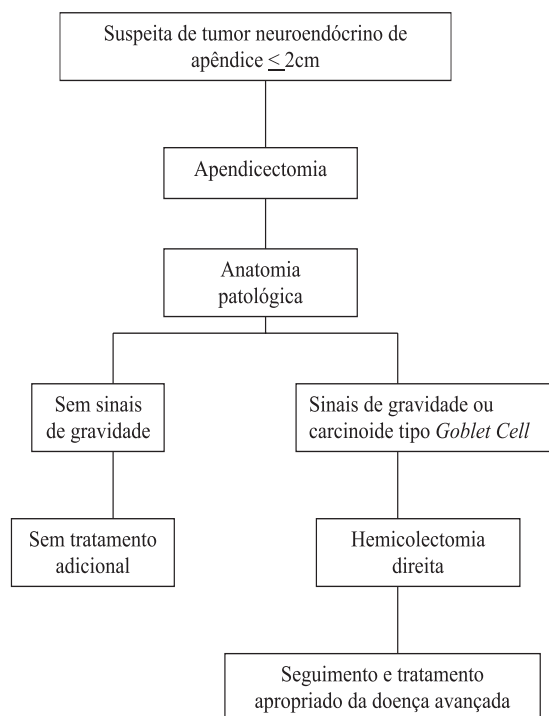 Suspeita de tumor neuroendócrino de
apêndice < 2cm
Apendicectomia
Anatomia
patológica
Sem sinais
de gravidade
Sinais de gravidade ou
carcinoide tipo Goblet Cell
Sem tratamento
adicional
Hemicolectomia
direita
Seguimento e tratamento
apropriado da doença avançada